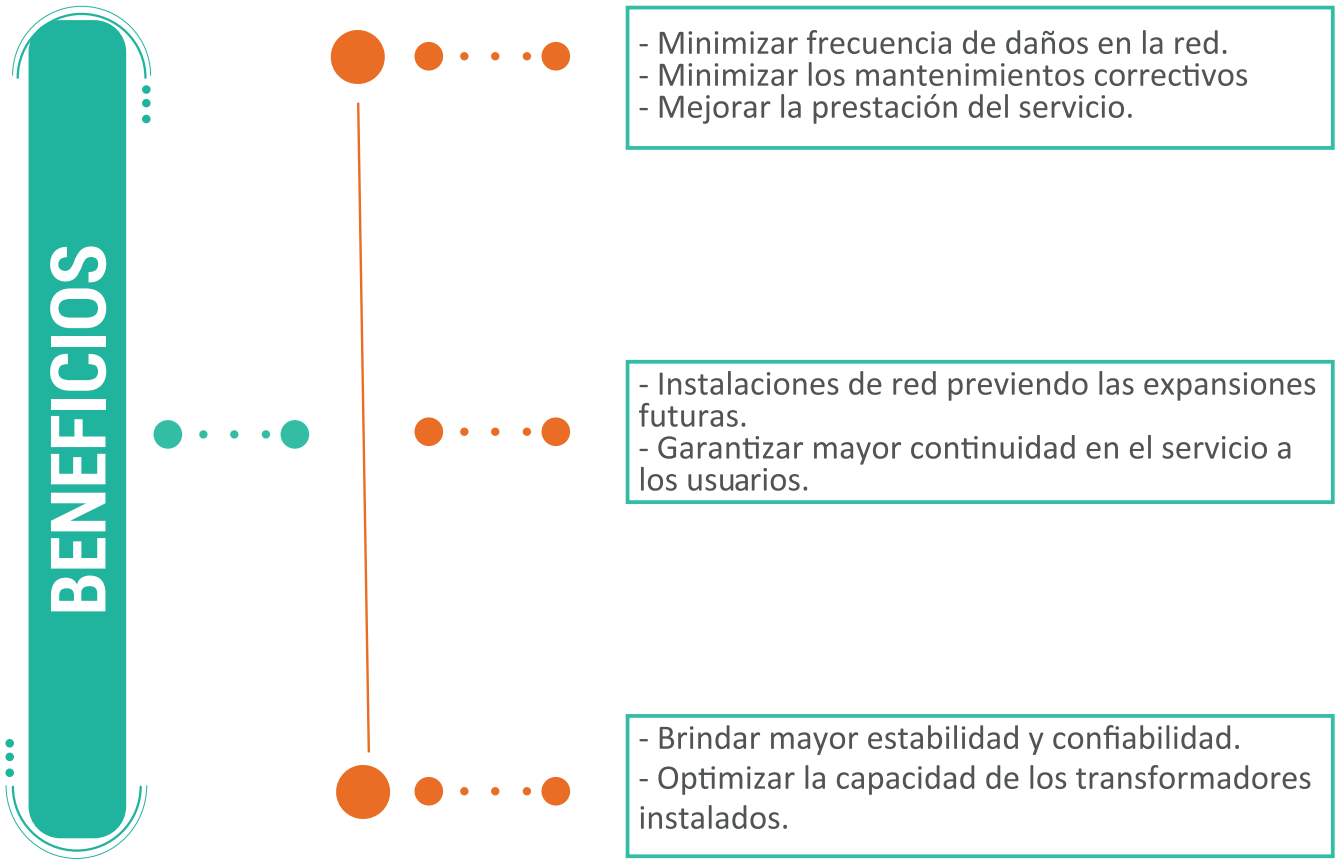 BENEFICIOS
- Minimizar frecuencia de daños en la red.
- Minimizar los mantenimientos correctivos
- Mejorar la prestación del servicio.
- Instalaciones de red previendo las expansiones
futuras.
- Garantizar mayor continuidad en el servicio a
los usuarios.
- Brindar mayor estabilidad y confiabilidad.
- Optimizar la capacidad de los transformadores
instalados.